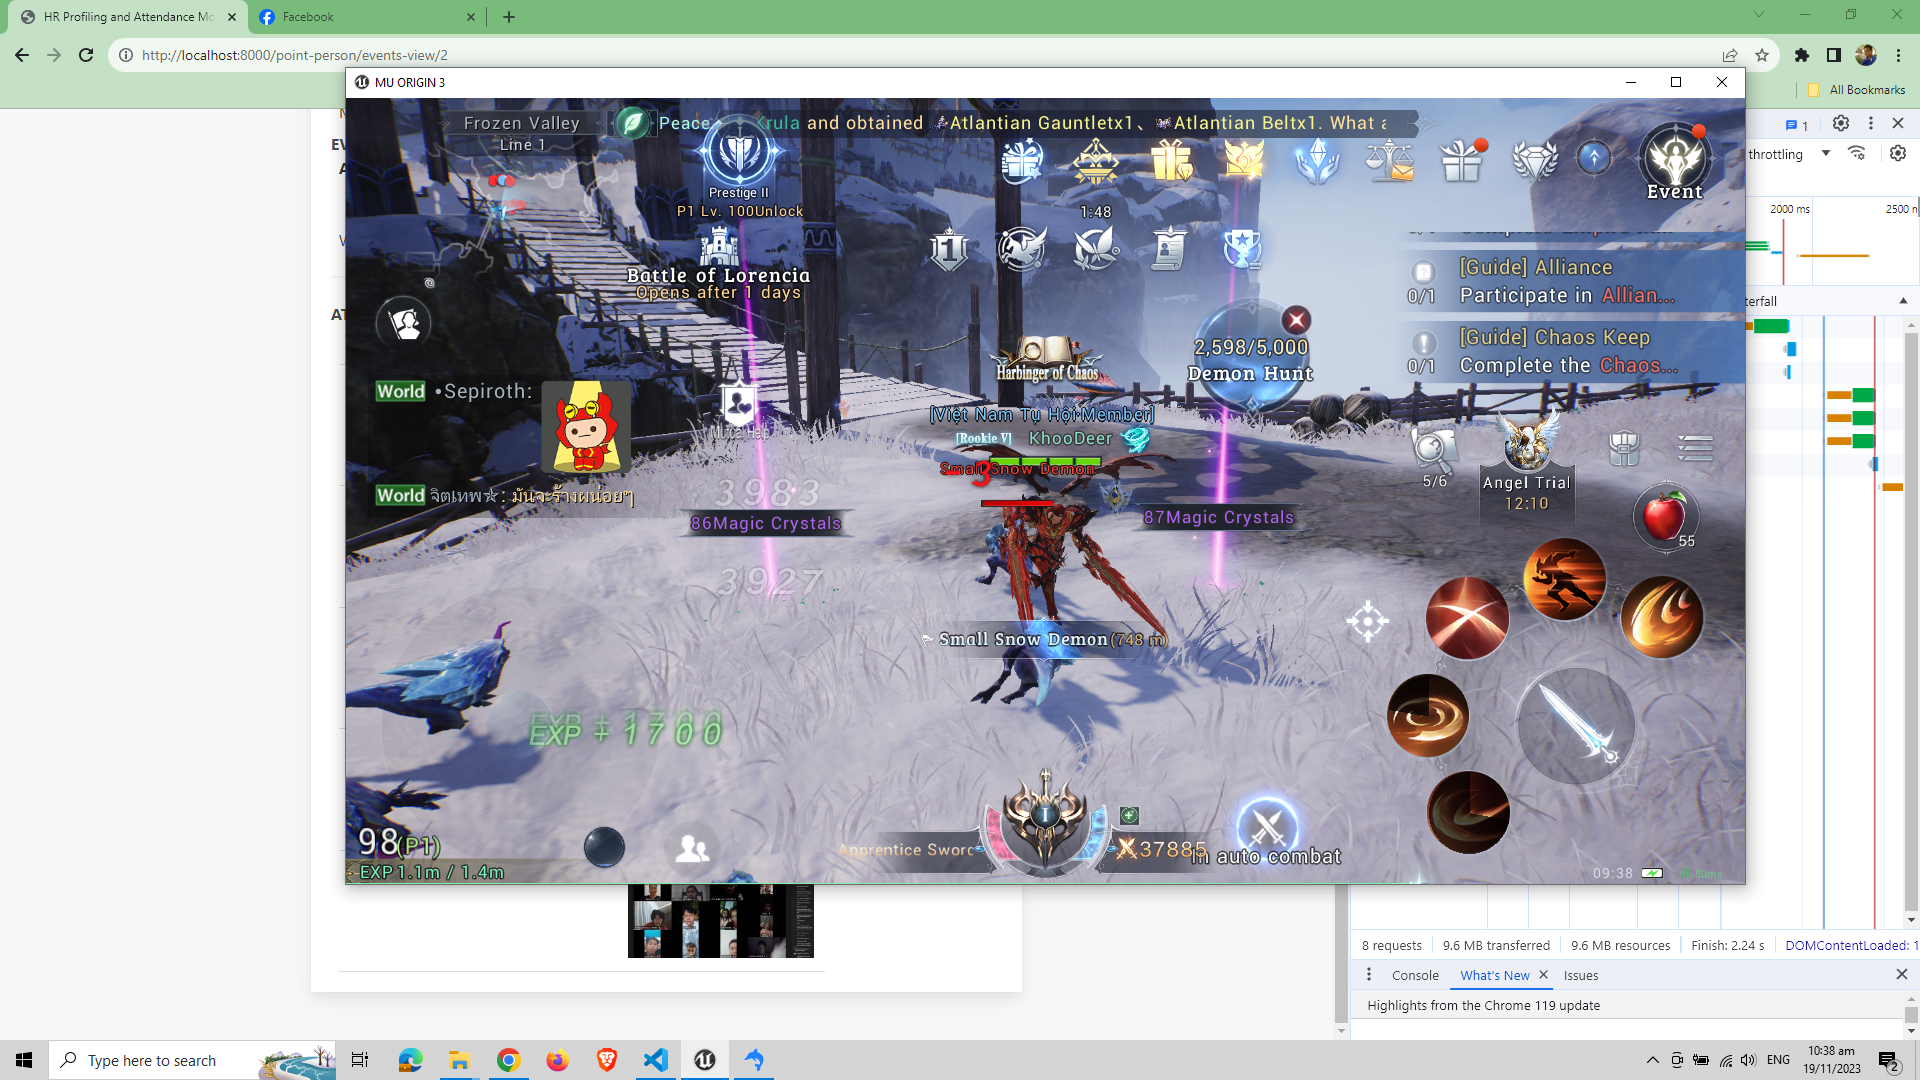 HR Profiling and Attendance Mo
Facebook
http://localhost:8000/point-person/events-view/2
All Bookmarks
MU ORIGIN 3
Frozen Valley
Line 1
Peace
Krula and obtained Atlantian Gauntletx1、Atlantian Beltx1. What a
Prestige II
P1 Lv. 100Unlock
Battle of Lorencia
Opens after 1 days
1:48
Event
1
throttling
2000 ms
2500 n
terfall
[Guide] Alliance
0/1 Participate in Allian...
[Guide] Chaos Keep
0/1 Complete the Chaos...
2,598/5,000
Demon Hunt
Harbinger of Chaos
World •Sepiroth:
[Việt Nam Tụ Hội·Member]
[Rookie V] KhooDeer
Small Snow Demon
World จิตเทพ☆: มันจะร้างผน่อยๆ
3983
86Magic Crystals
87Magic Crystals
3927
5/6
Angel Trial
12:10
55
Small Snow Demon(748 m)
EXP + 1700
98(P1)
EXP 1.1m / 1.4m
Apprentice Sword
I
37885
In auto combat
09:38
8 requests
9.6 MB transferred
9.6 MB resources
Finish: 2.24 s
DOMContentLoaded: 1
Console
What's New
Issues
Highlights from the Chrome 119 update
Type here to search
ENG
10:38 am
19/11/2023
2